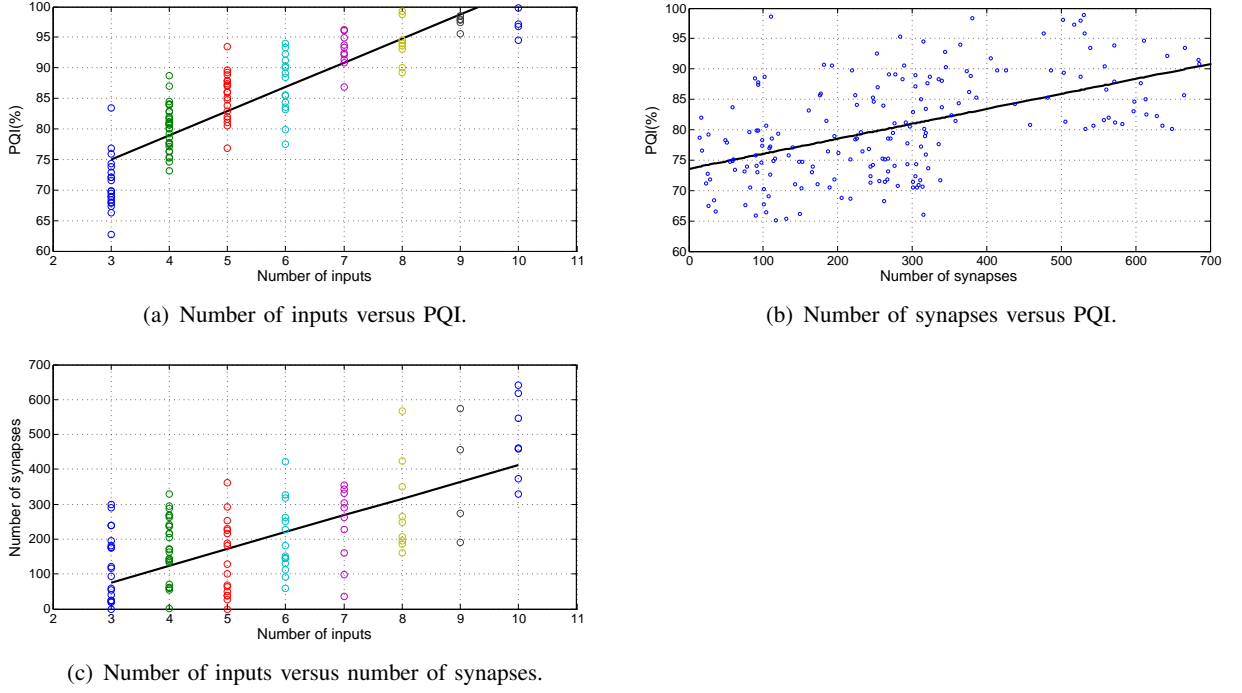 100
95
90
85
80
75
70
65
60
PQI(%)
2 3 4 5 6 7 8 9 10 11
Number of inputs
(a) Number of inputs versus PQI.
100
95
90
85
80
75
70
65
60
PQI(%)
0 100 200 300 400 500 600 700
Number of synapses
(b) Number of synapses versus PQI.
700
600
500
400
300
200
100
0
Number of synapses
2 3 4 5 6 7 8 9 10 11
Number of inputs
(c) Number of inputs versus number of synapses.